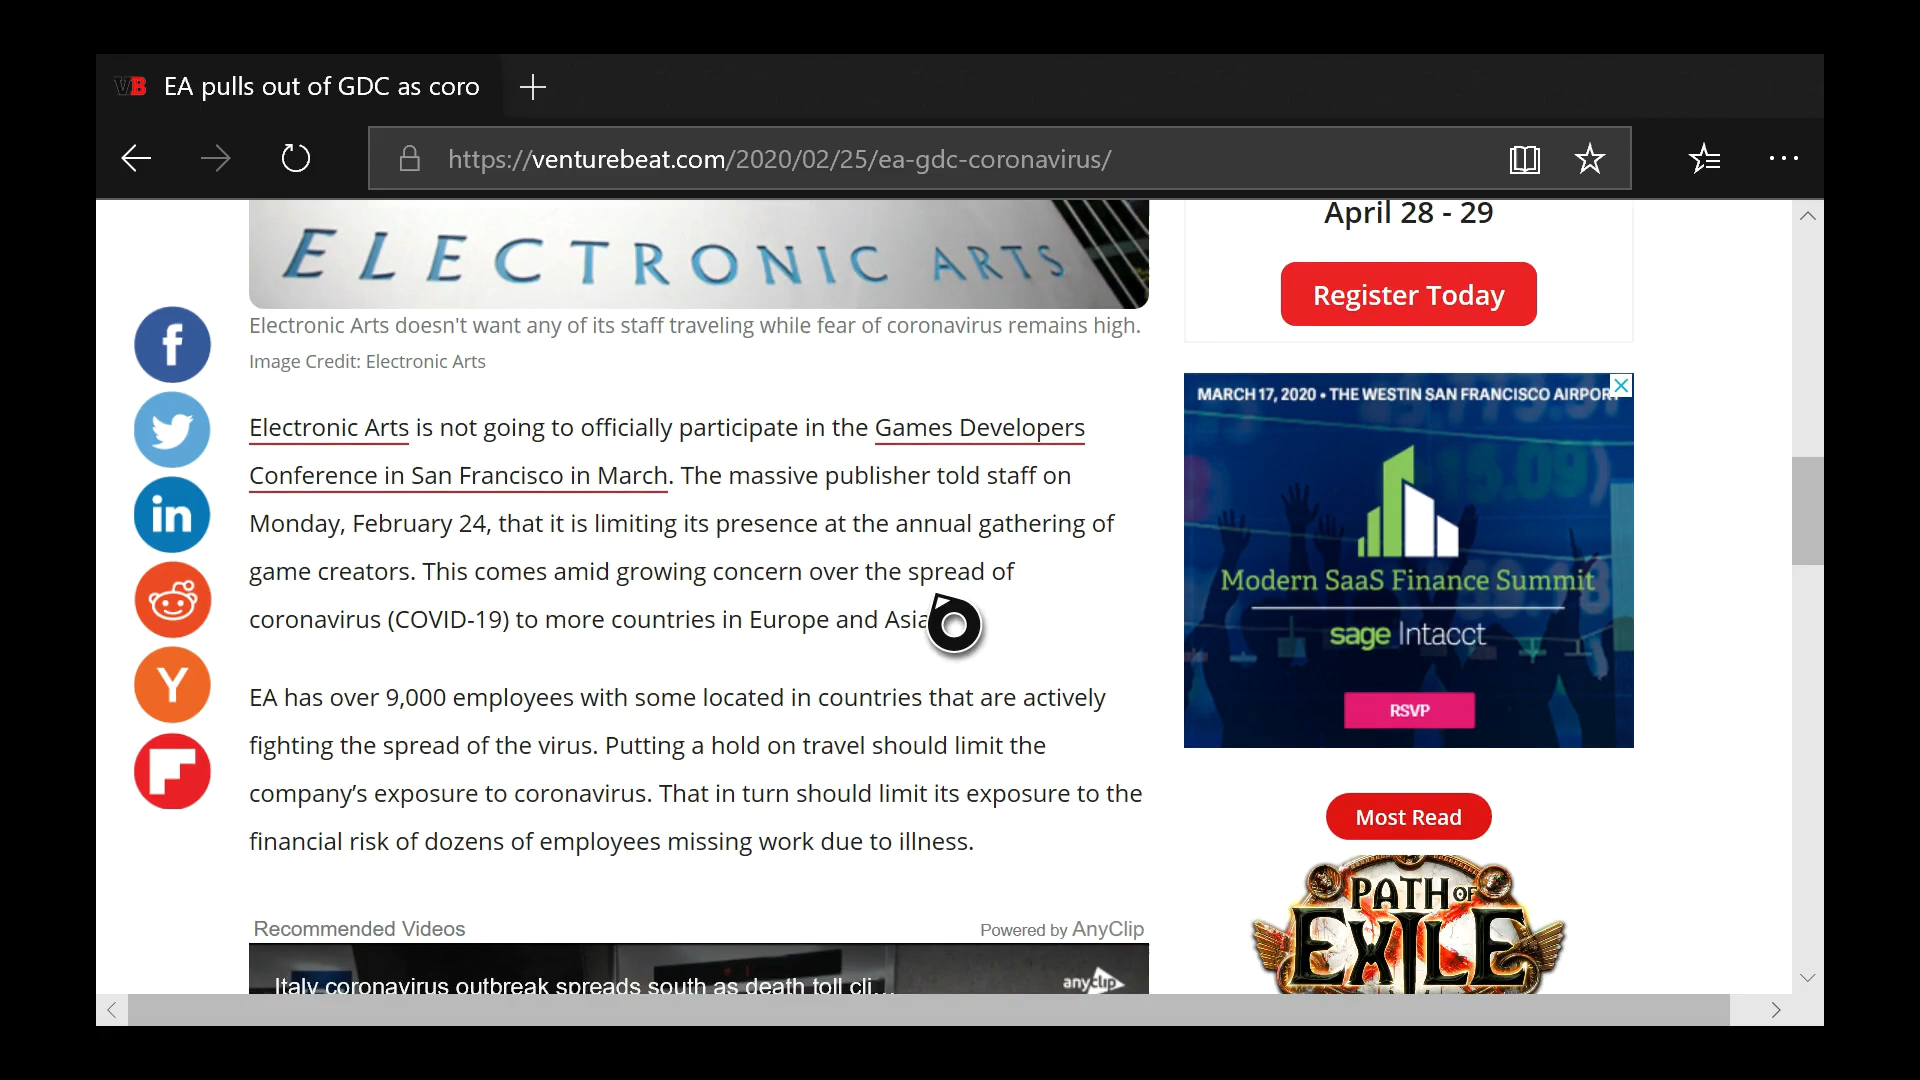 VB EA pulls out of GDC as coro
https://venturebeat.com/2020/02/25/ea-gdc-coronavirus/
ELECTRONIC ARTS
Electronic Arts doesn't want any of its staff traveling while fear of coronavirus remains high.
Image Credit: Electronic Arts
Electronic Arts is not going to officially participate in the Games Developers
Conference in San Francisco in March. The massive publisher told staff on
Monday, February 24, that it is limiting its presence at the annual gathering of
game creators. This comes amid growing concern over the spread of
coronavirus (COVID-19) to more countries in Europe and Asia
EA has over 9,000 employees with some located in countries that are actively
fighting the spread of the virus. Putting a hold on travel should limit the
company’s exposure to coronavirus. That in turn should limit its exposure to the
financial risk of dozens of employees missing work due to illness.
Recommended Videos
Powered by AnyClip
Italy coronavirus outbreak spreads south as death toll cli...
anyclip
April 28 - 29
Register Today
MARCH 17, 2020 • THE WESTIN SAN FRANCISCO AIRPORT
Modern SaaS Finance Summit
sage Intacct
RSVP
Most Read
PATH OF
EXILE